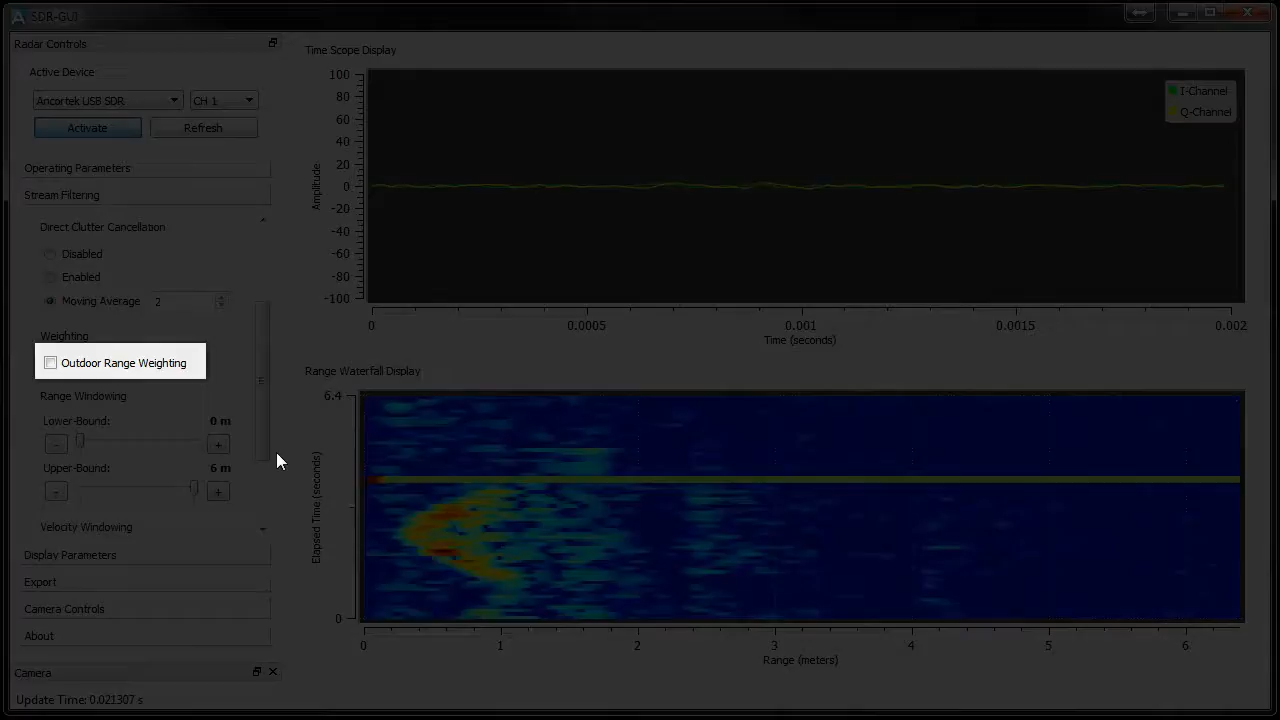 SDR-GUI
Radar Controls
Active Device
Ancortek USB SDR
CH 1
Activate
Refresh
Operating Parameters
Stream Filtering
Direct Clutter Cancellation
Disabled
Enabled
Moving Average
2
Weighting
Outdoor Range Weighting
Range Windowing
Lower-Bound:
0 m
-
+
Upper-Bound:
6 m
-
+
Velocity Windowing
Display Parameters
Export
Camera Controls
About
Camera
Update Time: 0.021307 s
Time Scope Display
100
80
60
40
20
0
-20
-40
-60
-80
-100
Amplitude
I-Channel
Q-Channel
0
0.0005
0.001
0.0015
0.002
Time (seconds)
Range Waterfall Display
6.4
0
Elapsed Time (seconds)
0
1
2
3
4
5
6
Range (meters)